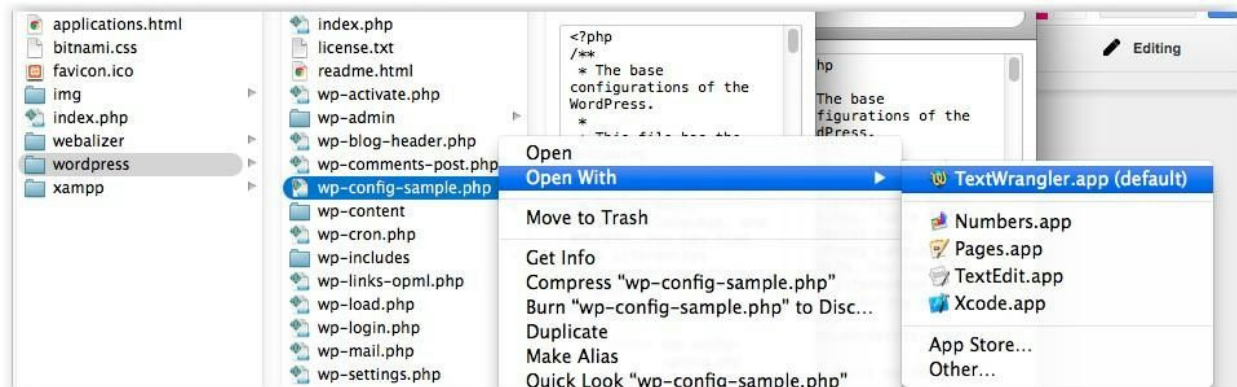 applications.html
bitnami.css
favicon.ico
img
index.php
webalizer
wordpress
xampp
index.php
license.txt
readme.html
wp-activate.php
wp-admin
wp-blog-header.php
wp-comments-post.php
wp-config-sample.php
wp-content
wp-cron.php
wp-includes
wp-links-opml.php
wp-load.php
wp-login.php
wp-mail.php
wp-settings.php
<?php
/**
* The base
configurations of the
WordPress.
*
* This file has the
hp
The base
figurations of the
dPress.
Editing
Open
Open With
Move to Trash
Get Info
Compress "wp-config-sample.php"
Burn "wp-config-sample.php" to Disc...
Duplicate
Make Alias
Quick Look "wp-config-sample.php"
TextWrangler.app (default)
Numbers.app
Pages.app
TextEdit.app
Xcode.app
App Store...
Other...